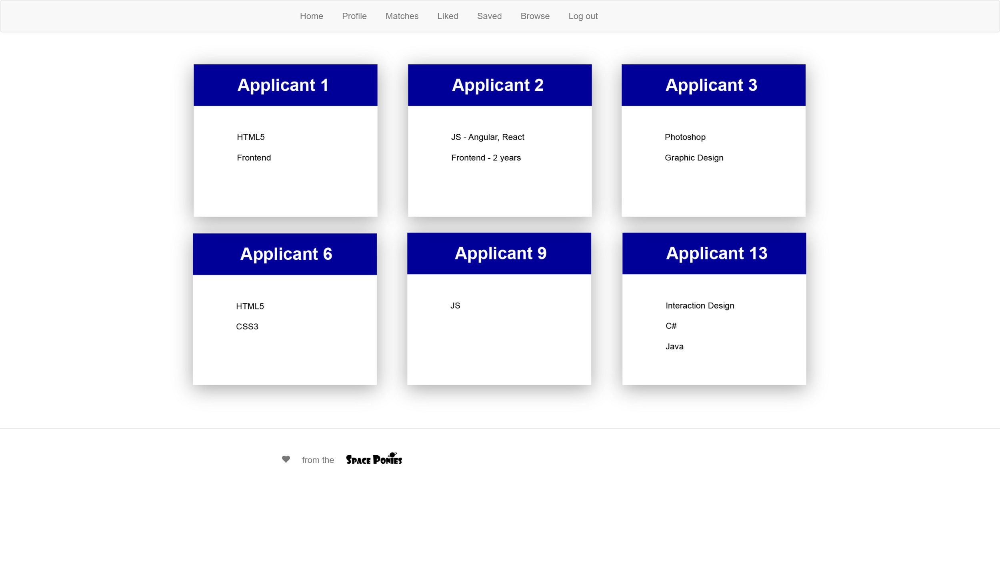 Home Profile Matches Liked Saved Browse Log out
Applicant 1
HTML5
Frontend
Applicant 2
JS - Angular, React
Frontend - 2 years
Applicant 3
Photoshop
Graphic Design
Applicant 6
HTML5
CSS3
Applicant 9
JS
Applicant 13
Interaction Design
C#
Java
from the SPACE PONIES